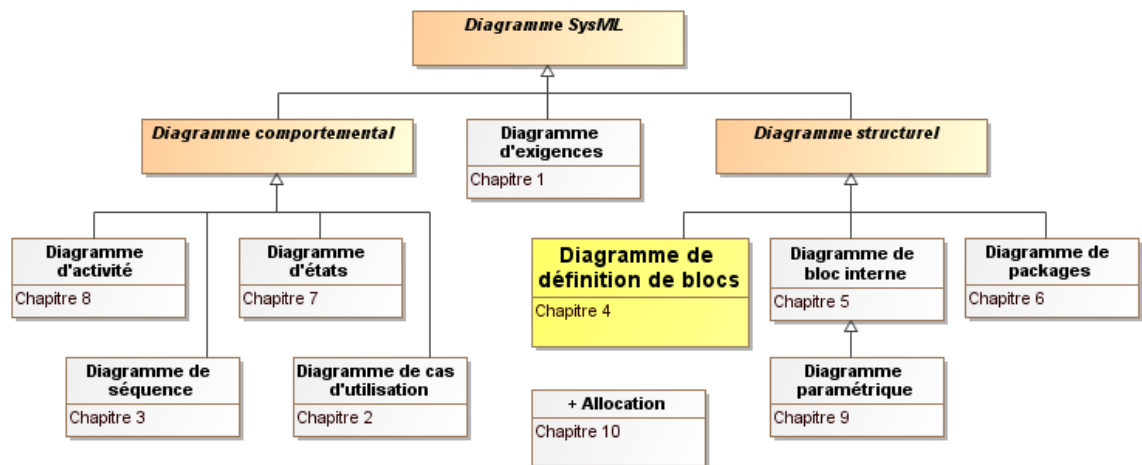 Diagramme SysML
Diagramme comportemental
Diagramme
d'exigences
Chapitre 1
Diagramme structurel
Diagramme
d'activité
Chapitre 8
Diagramme
d'états
Chapitre 7
Diagramme de
définition de blocs
Chapitre 4
Diagramme de
bloc interne
Chapitre 5
Diagramme de
packages
Chapitre 6
Diagramme de
séquence
Chapitre 3
Diagramme de cas
d'utilisation
Chapitre 2
+ Allocation
Chapitre 10
Diagramme
paramétrique
Chapitre 9